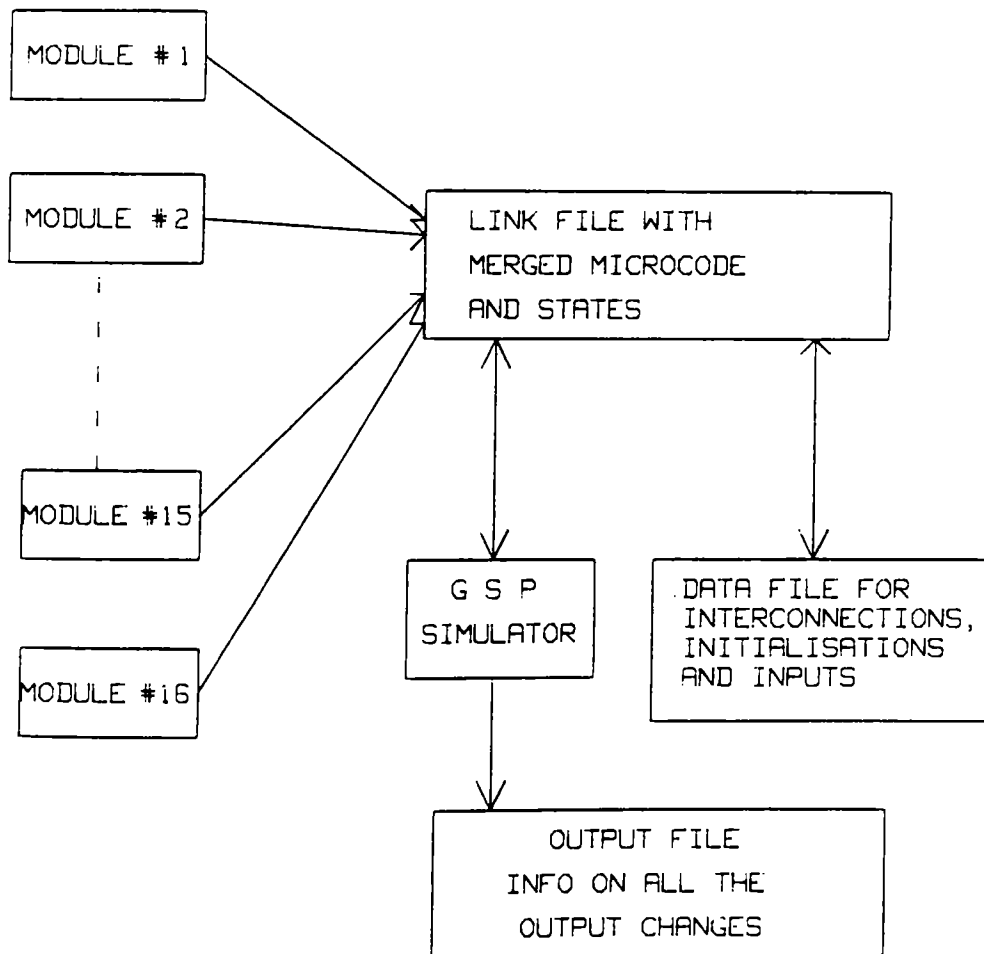 MODULE #1
MODULE #2
LINK FILE WITH
MERGED MICROCODE
AND STATES
MODULE #15
MODULE #16
G S P
SIMULATOR
DATA FILE FOR
INTERCONNECTIONS,
INITIALISATIONS
AND INPUTS
OUTPUT FILE
INFO ON ALL THE
OUTPUT CHANGES